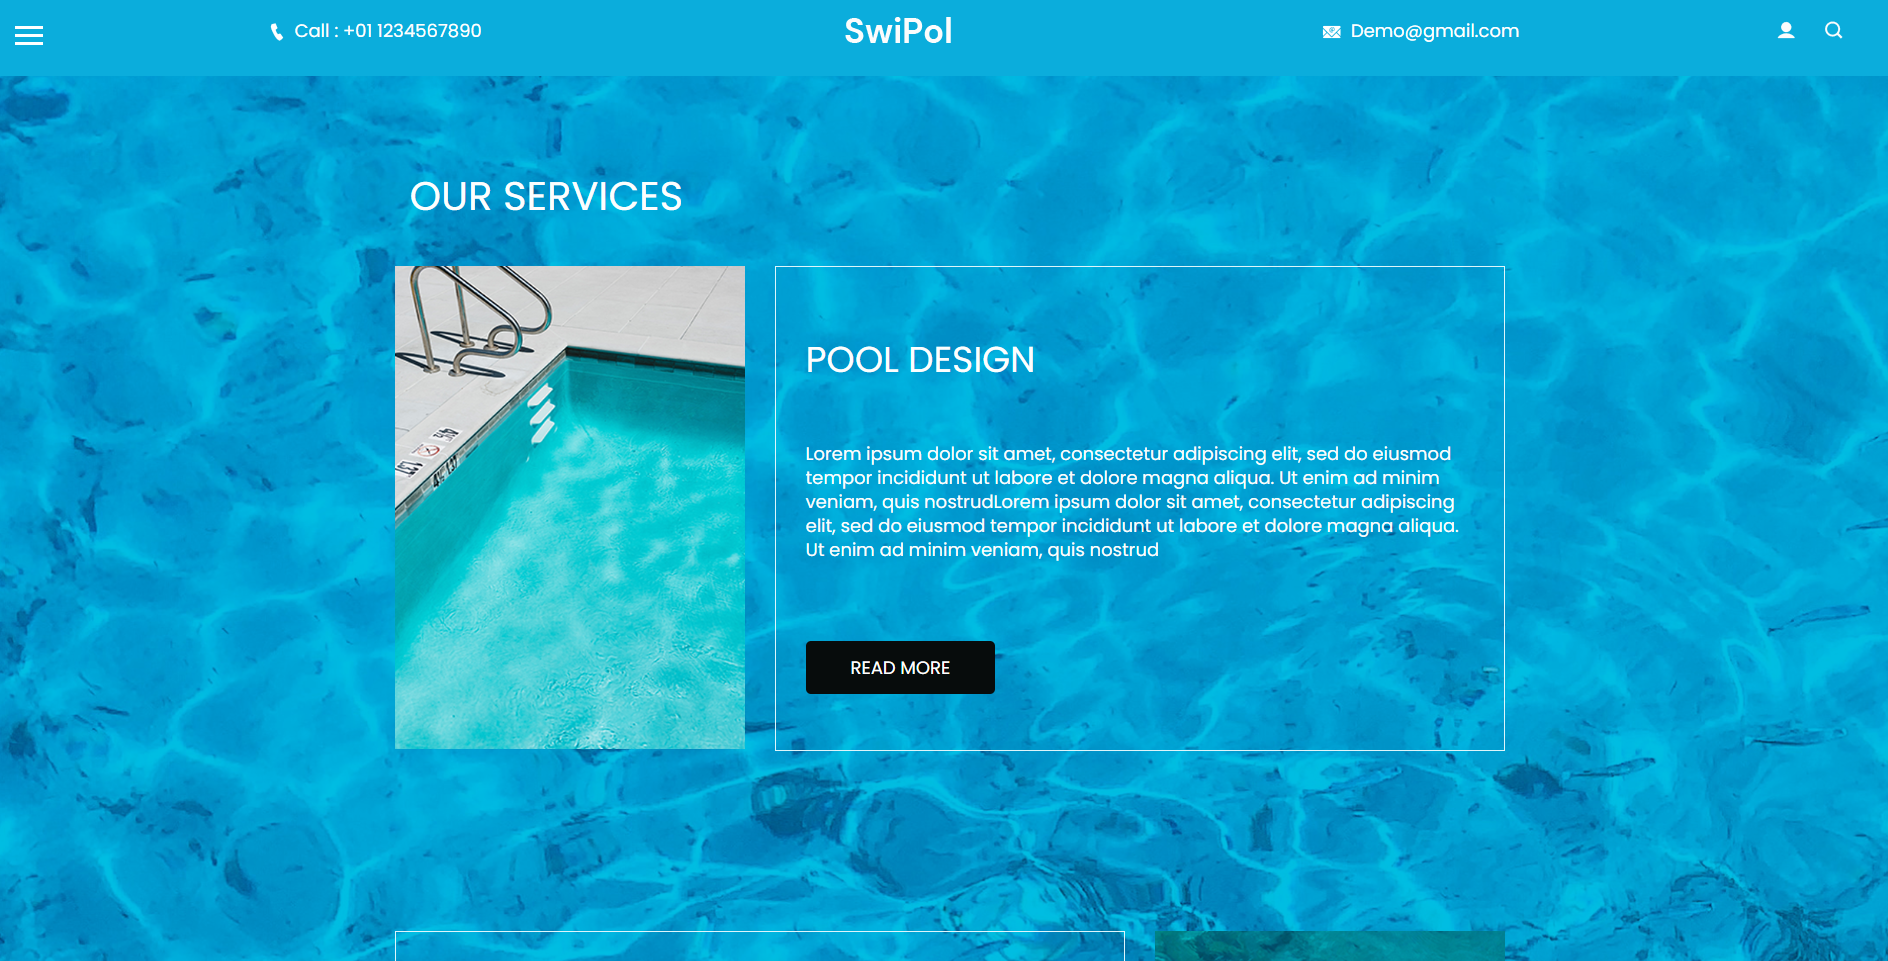 Call : +01 1234567890
SwiPol
Demo@gmail.com
OUR SERVICES
POOL DESIGN
Lorem ipsum dolor sit amet, consectetur adipiscing elit, sed do eiusmod
tempor incididunt ut labore et dolore magna aliqua. Ut enim ad minim
veniam, quis nostrudLorem ipsum dolor sit amet, consectetur adipiscing
elit, sed do eiusmod tempor incididunt ut labore et dolore magna aliqua.
Ut enim ad minim veniam, quis nostrud
READ MORE